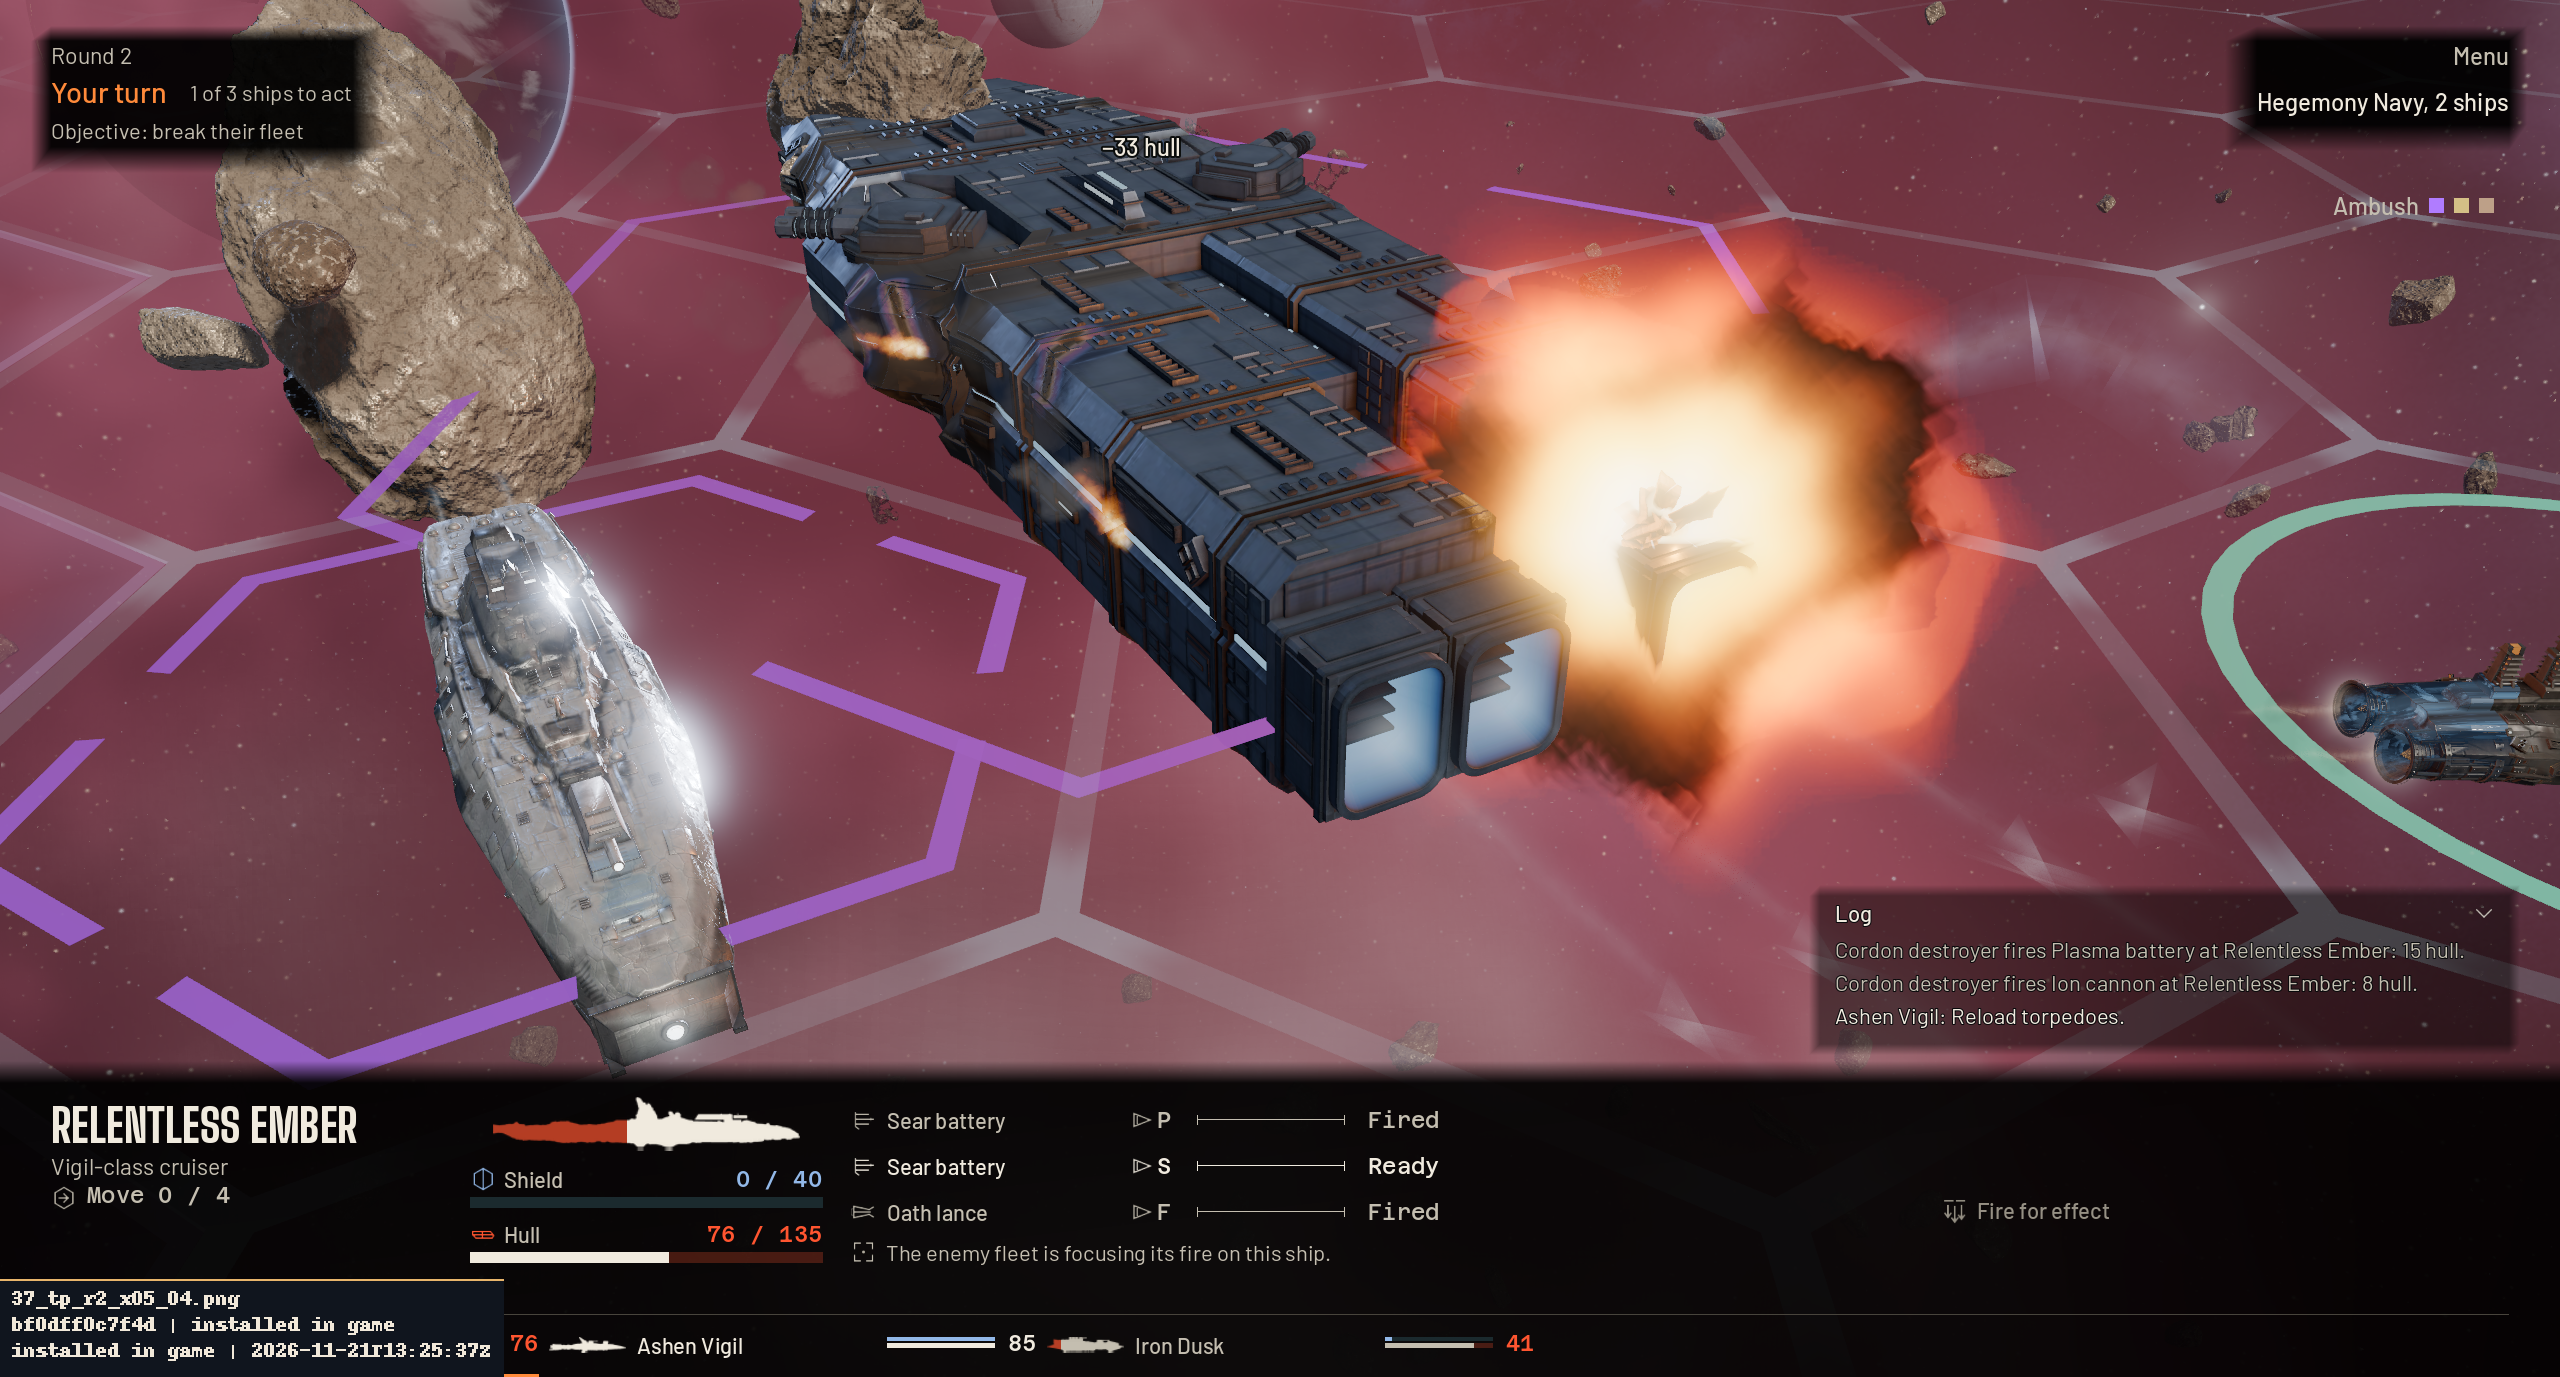 Round 2
Your turn 1 of 3 ships to act
Objective: break their fleet
Menu
Hegemony Navy, 2 ships
Ambush
−33 hull
Log
Cordon destroyer fires Plasma battery at Relentless Ember: 15 hull.
Cordon destroyer fires Ion cannon at Relentless Ember: 8 hull.
Ashen Vigil: Reload torpedoes.
RELENTLESS EMBER
Vigil-class cruiser
Move 0 / 4
Shield 0 / 40
Hull 76 / 135
Sear battery P Fired
Sear battery S Ready
Oath lance F Fired
The enemy fleet is focusing its fire on this ship.
Fire for effect
37_tp_r2_x05_04.png
bf0dff0c7f4d | installed in game
installed in game | 2026-11-21T13:25:37Z
76 Ashen Vigil 85 Iron Dusk 41